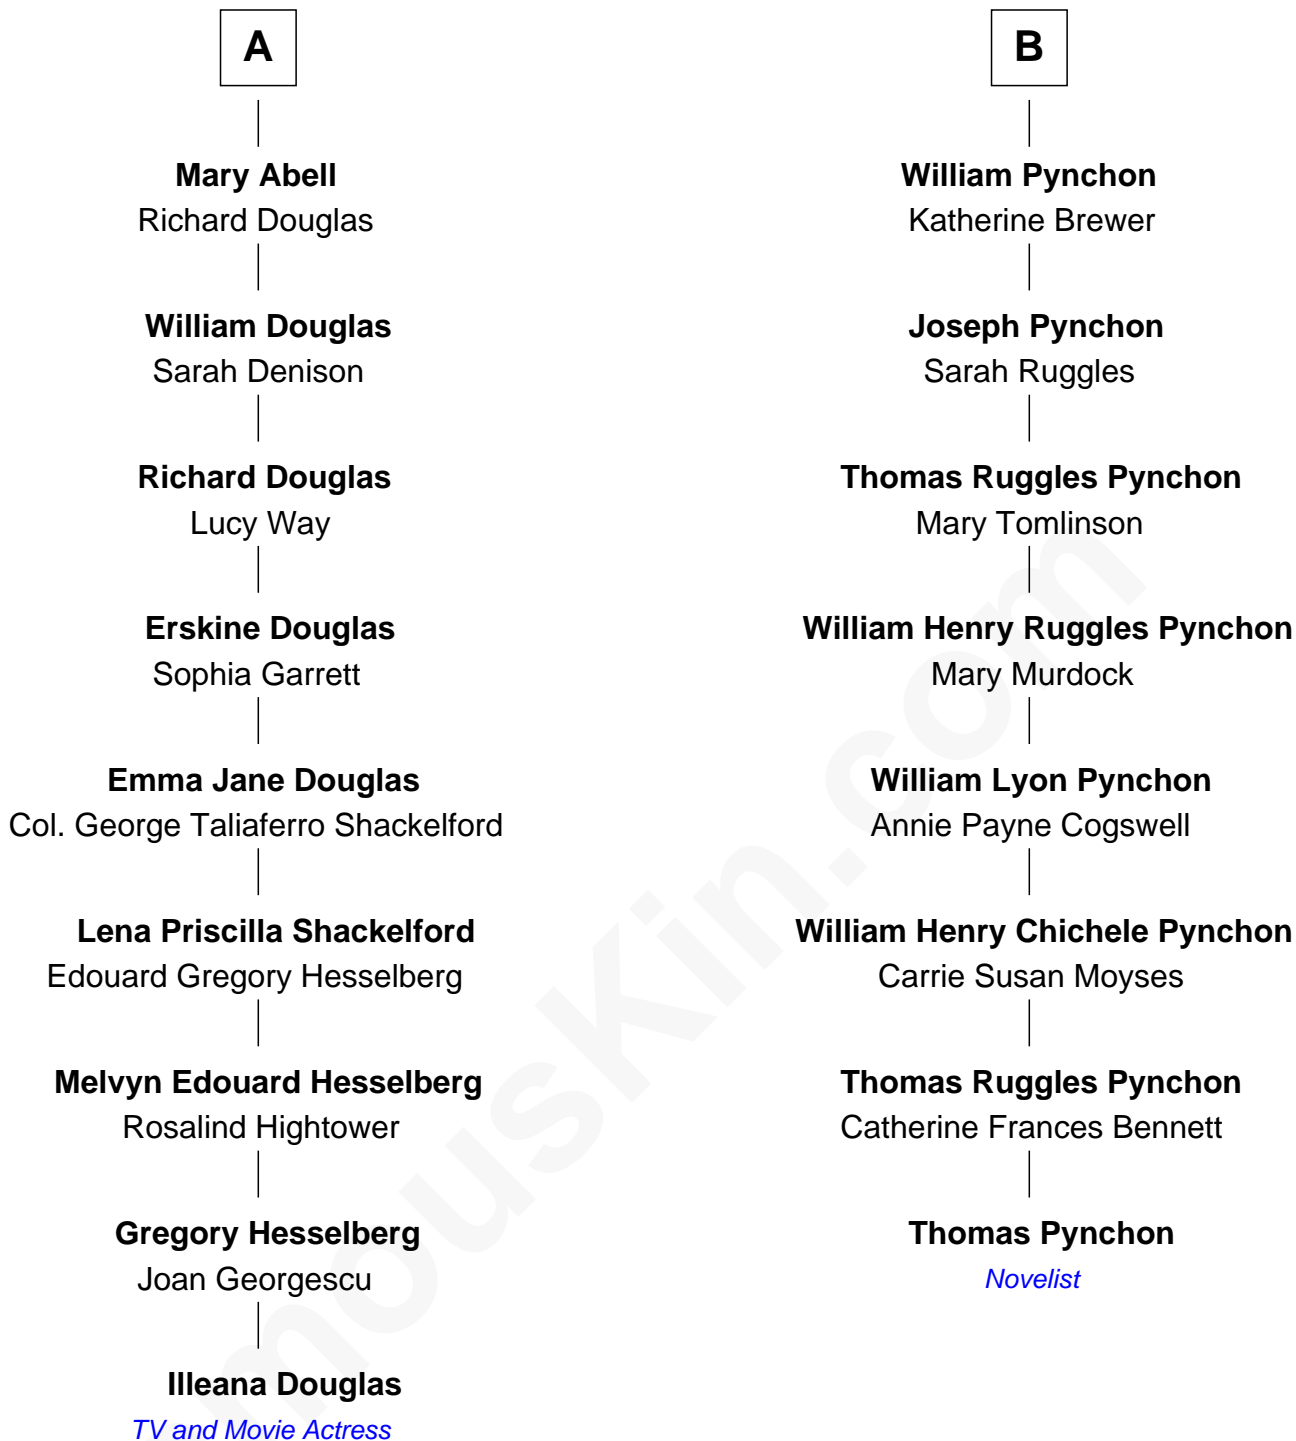 A
Mary Abell
Richard Douglas
William Douglas
Sarah Denison
Richard Douglas
Lucy Way
Erskine Douglas
Sophia Garrett
Emma Jane Douglas
Col. George Taliaferro Shackelford
Lena Priscilla Shackelford
Edouard Gregory Hesselberg
Melvyn Edouard Hesselberg
Rosalind Hightower
Gregory Hesselberg
Joan Georgescu
Illeana Douglas
TV and Movie Actress
B
William Pynchon
Katherine Brewer
Joseph Pynchon
Sarah Ruggles
Thomas Ruggles Pynchon
Mary Tomlinson
William Henry Ruggles Pynchon
Mary Murdock
William Lyon Pynchon
Annie Payne Cogswell
William Henry Chichele Pynchon
Carrie Susan Moyses
Thomas Ruggles Pynchon
Catherine Frances Bennett
Thomas Pynchon
Novelist
mousKin.com